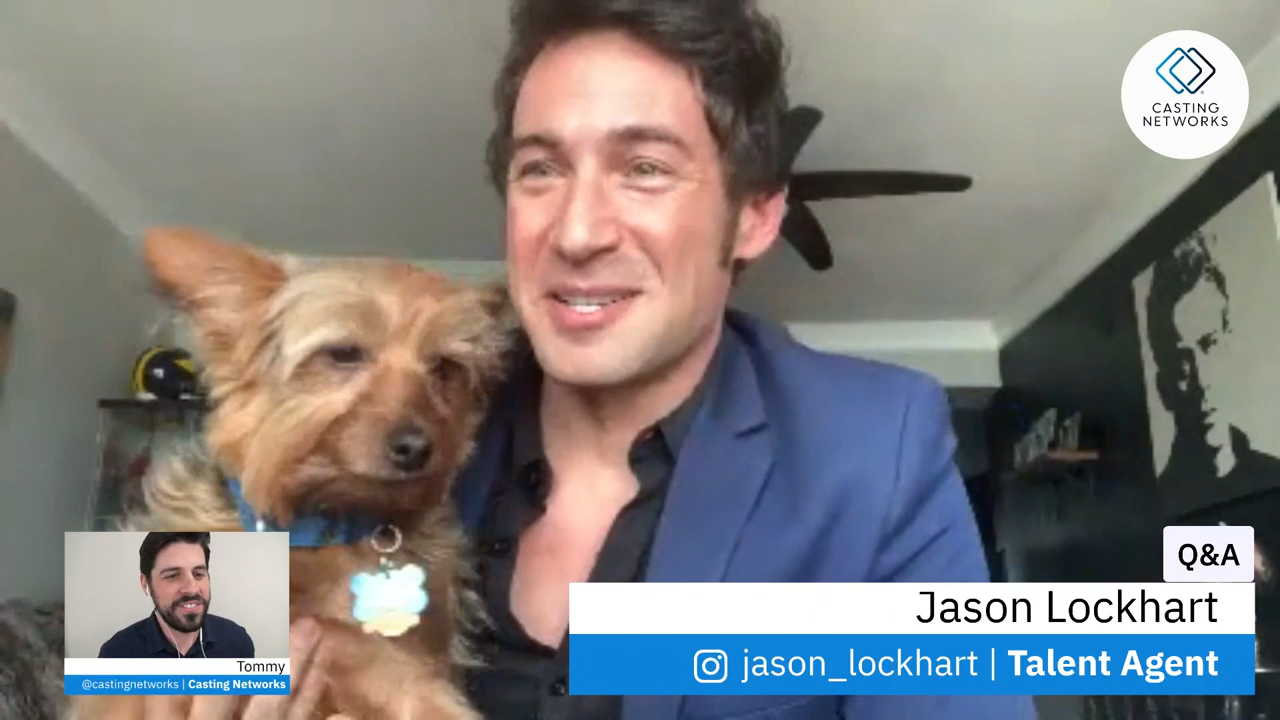 CASTING
NETWORKS
Q&A
Jason Lockhart
jason_lockhart | Talent Agent
Tommy
@castingnetworks | Casting Networks